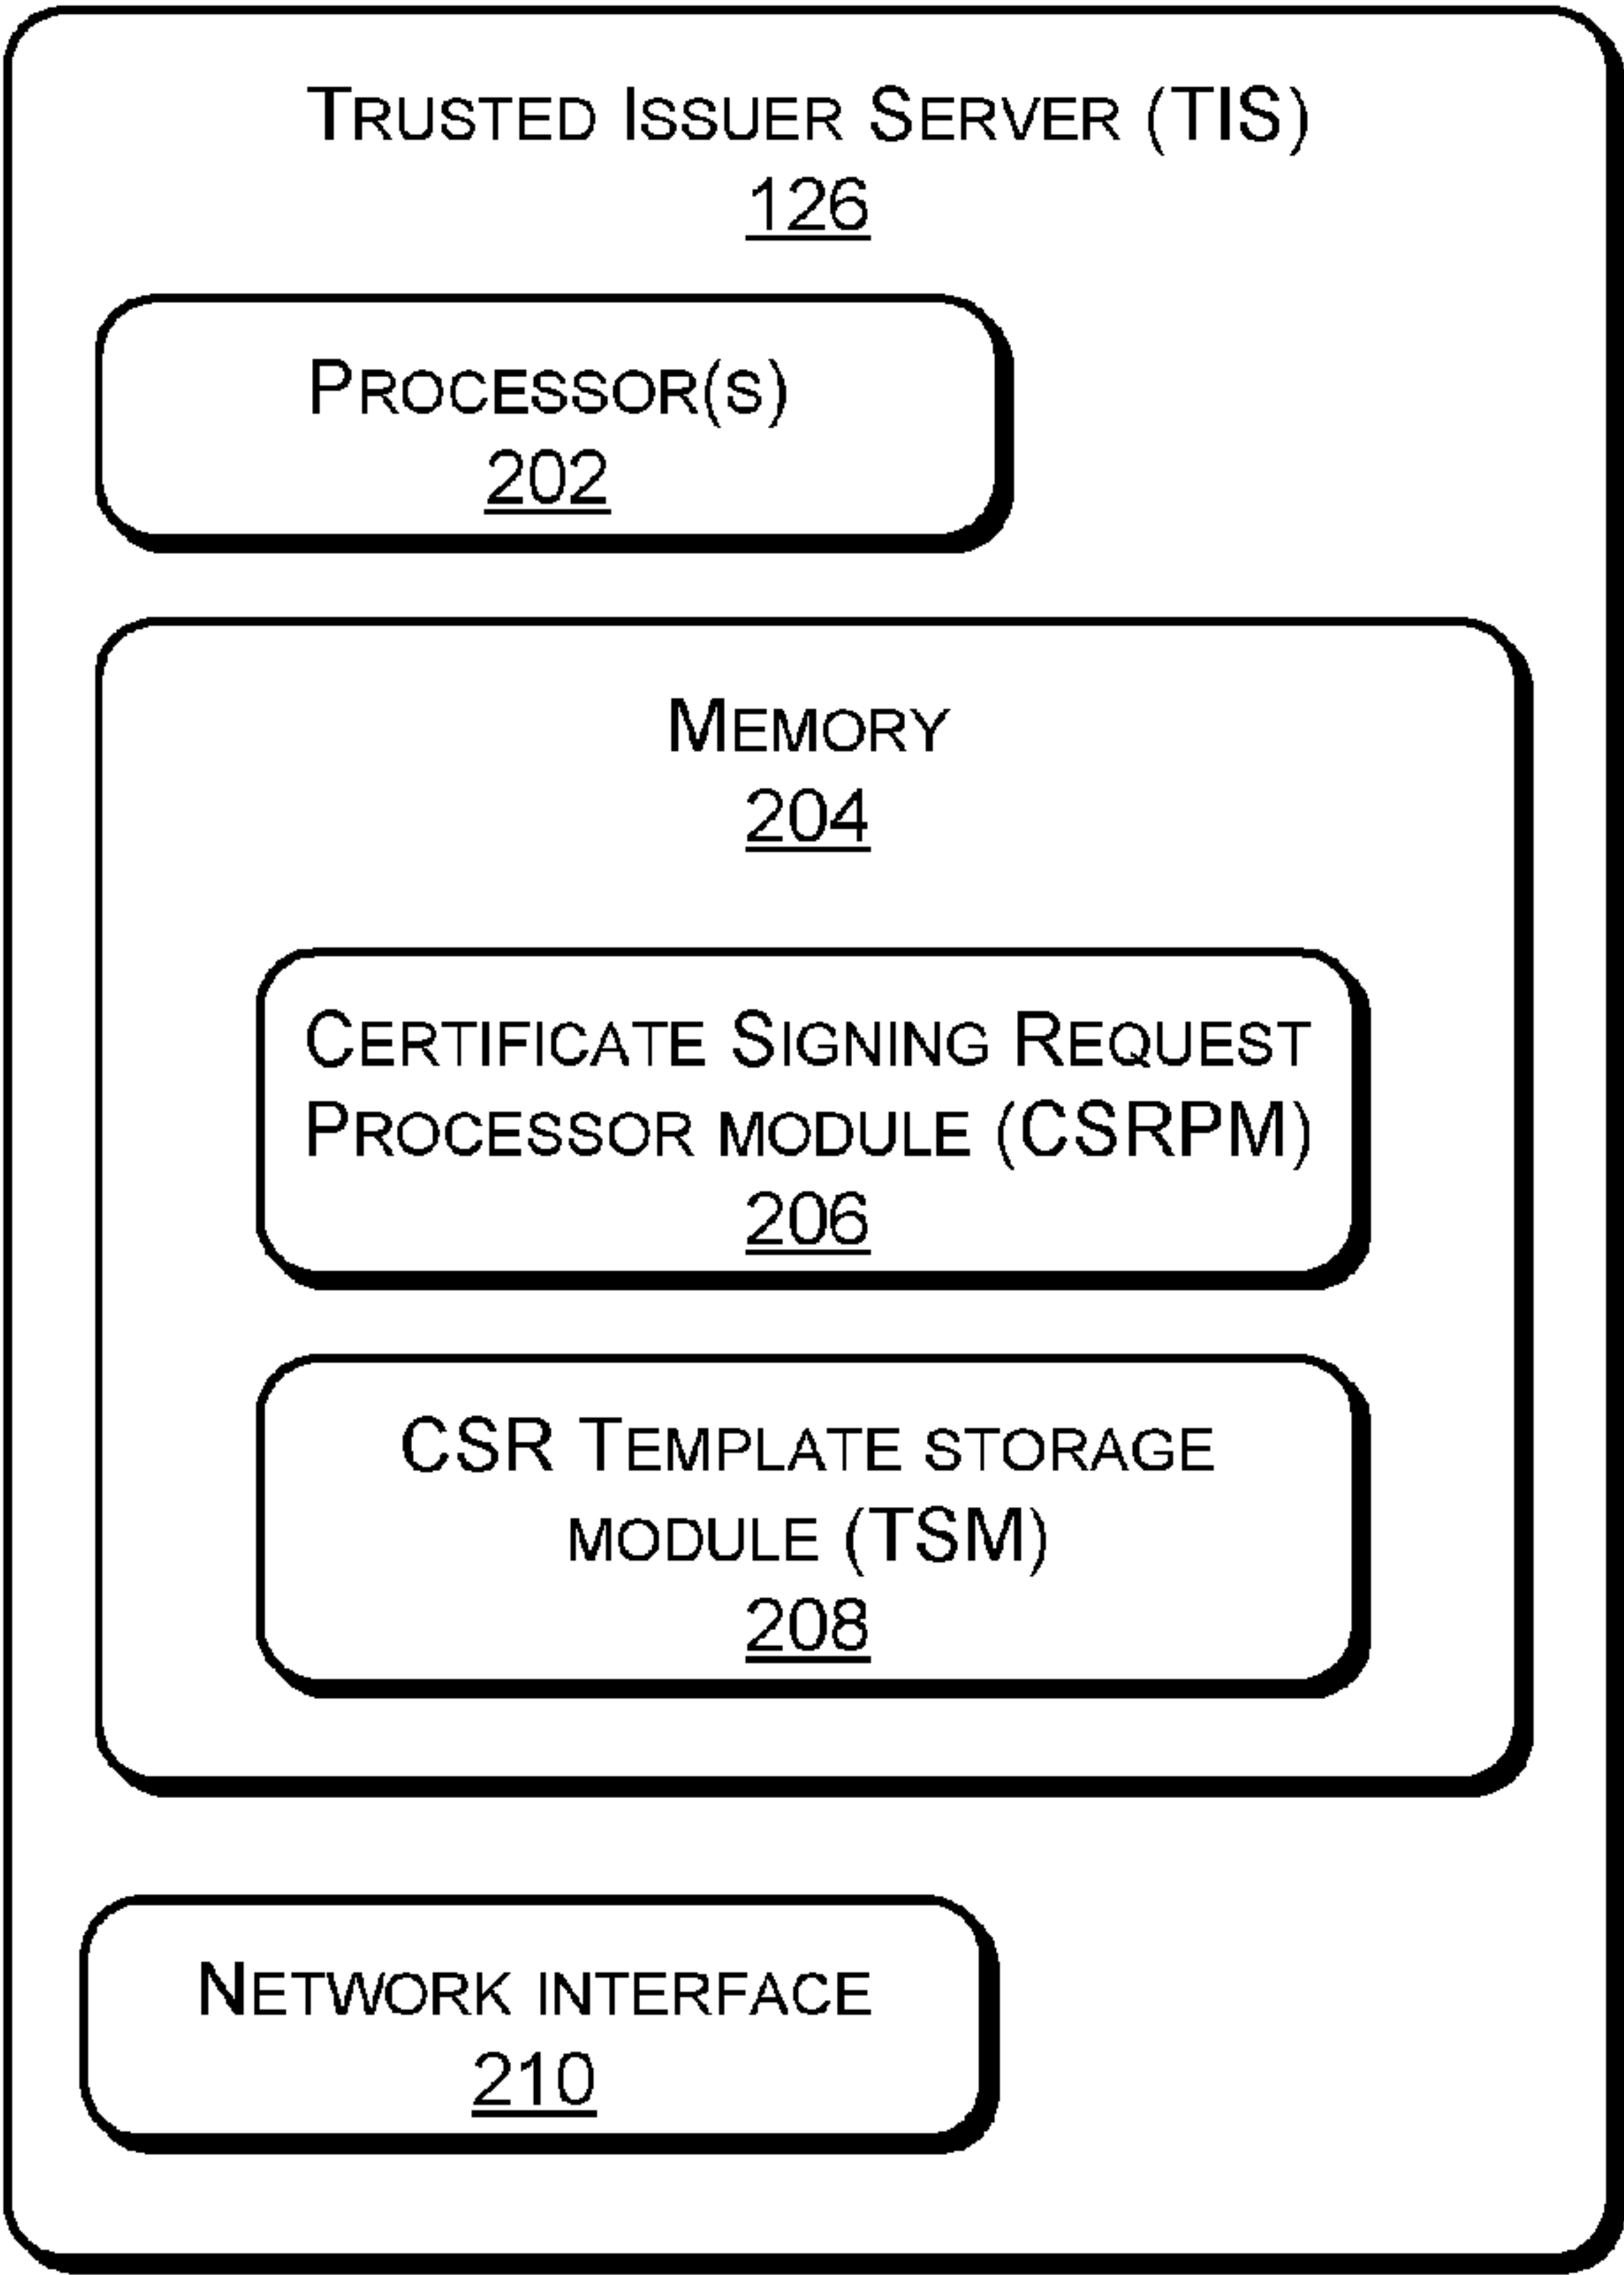 TRUSTED ISSUER SERVER (TIS)
126
PROCESSOR(S)
202
MEMORY
204
CERTIFICATE SIGNING REQUEST
PROCESSOR MODULE (CSRPM)
206
CSR TEMPLATE STORAGE
MODULE (TSM)
208
NETWORK INTERFACE
210